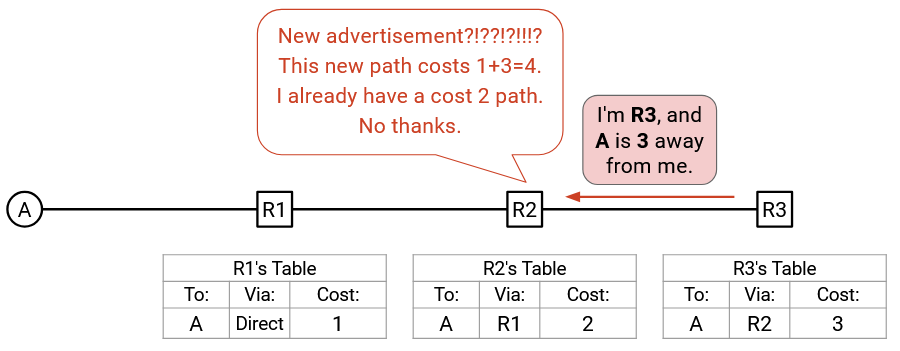 New advertisement?!??!?!!!?
This new path costs 1+3=4.
I already have a cost 2 path.
No thanks.
I'm R3, and
A is 3 away
from me.
A
R1
R2
R3
R1's Table
To: Via: Cost:
A Direct 1
R2's Table
To: Via: Cost:
A R1 2
R3's Table
To: Via: Cost:
A R2 3